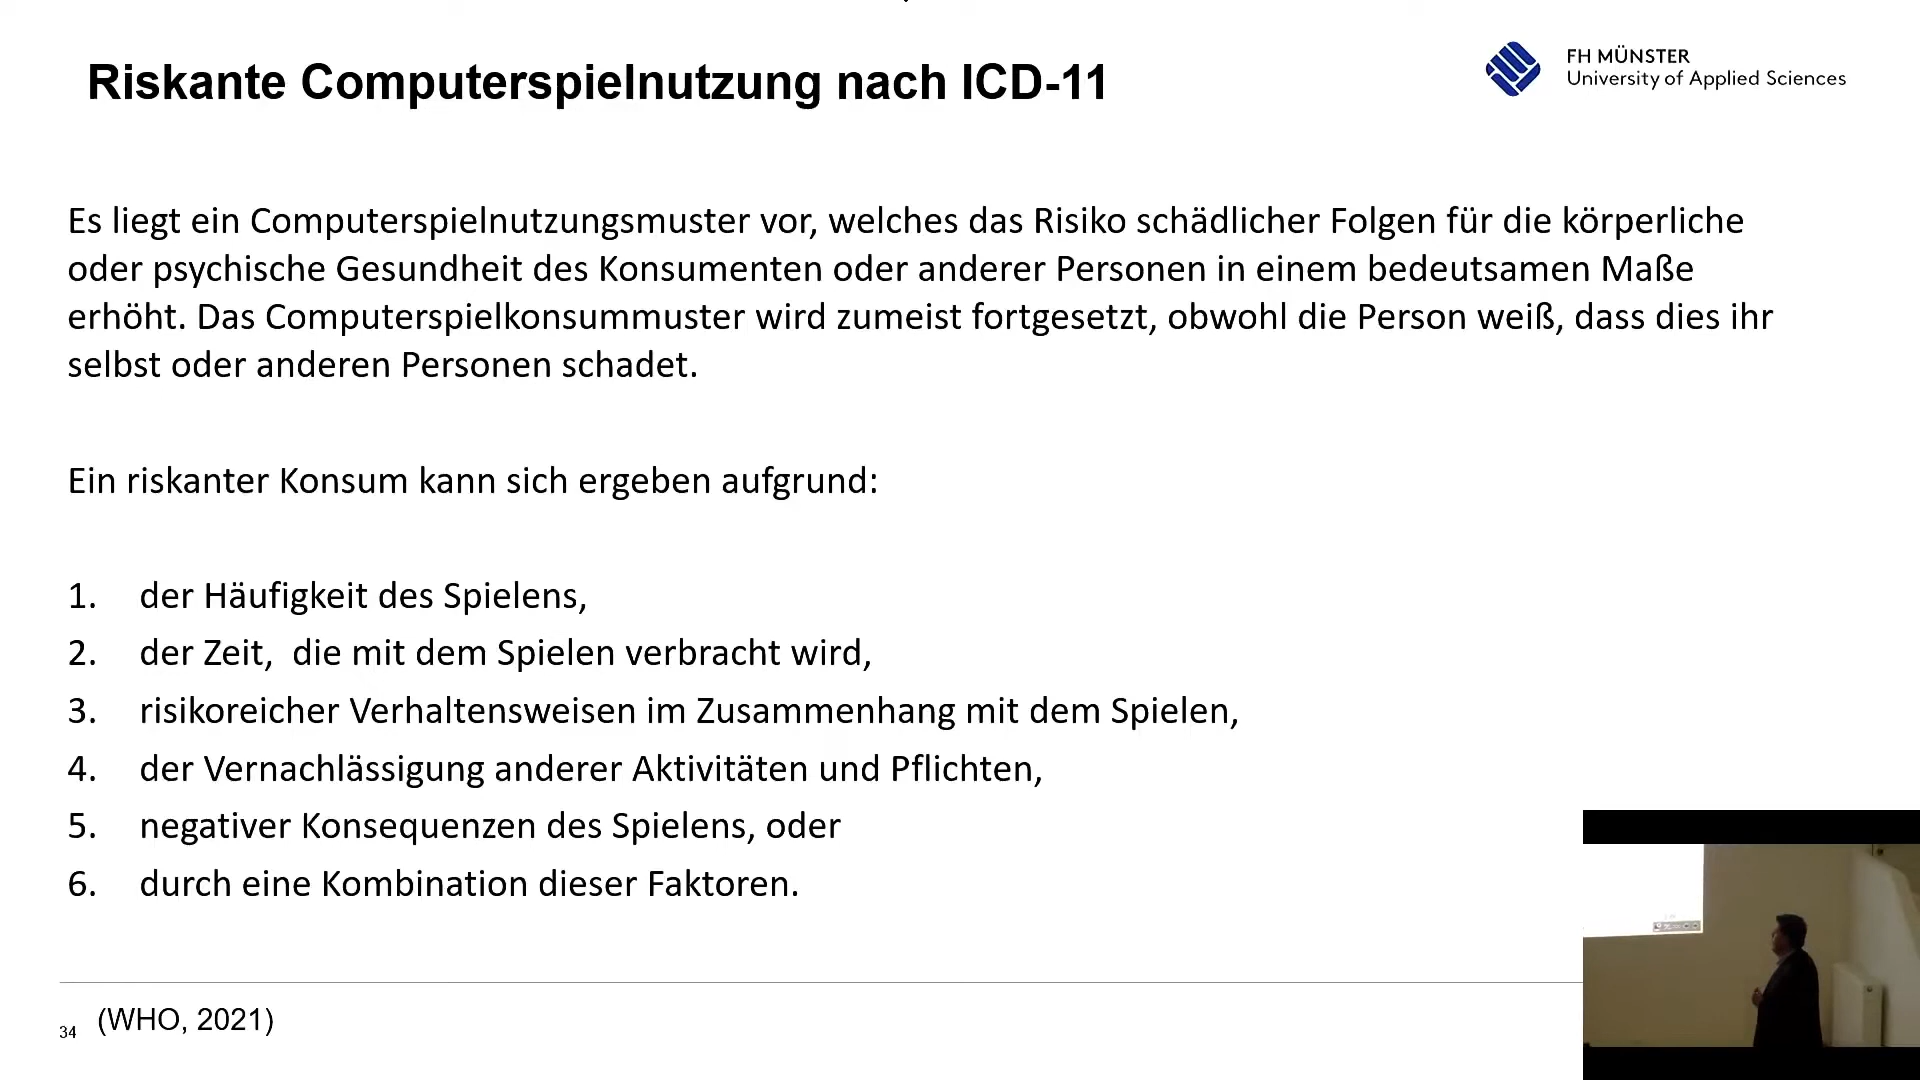 Riskante Computerspielnutzung nach ICD-11
FH MÜNSTER
University of Applied Sciences
Es liegt ein Computerspielnutzungsmuster vor, welches das Risiko schädlicher Folgen für die körperliche
oder psychische Gesundheit des Konsumenten oder anderer Personen in einem bedeutsamen Maße
erhöht. Das Computerspielkonsummuster wird zumeist fortgesetzt, obwohl die Person weiß, dass dies ihr
selbst oder anderen Personen schadet.
Ein riskanter Konsum kann sich ergeben aufgrund:
1. der Häufigkeit des Spielens,
2. der Zeit,  die mit dem Spielen verbracht wird,
3. risikoreicher Verhaltensweisen im Zusammenhang mit dem Spielen,
4. der Vernachlässigung anderer Aktivitäten und Pflichten,
5. negativer Konsequenzen des Spielens, oder
6. durch eine Kombination dieser Faktoren.
34 (WHO, 2021)